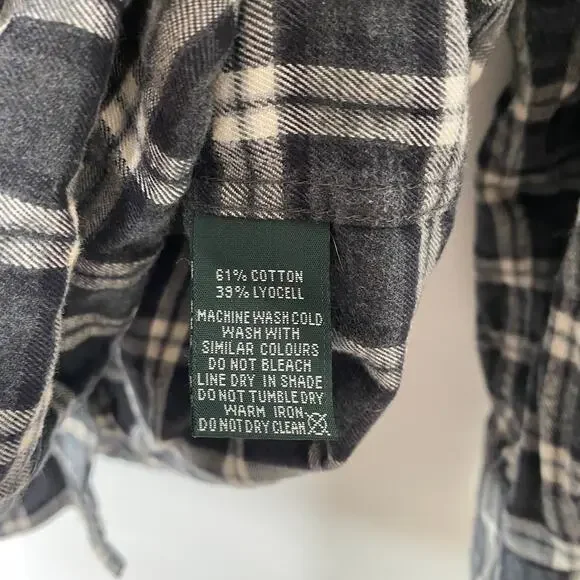 61% COTTON
39% LYOCELL
MACHINE WASH COLD
WASH WITH
SIMILAR COLOURS
DO NOT BLEACH
LINE DRY IN SHADE
DO NOT TUMBLE DRY
WARM IRON
DO NOT DRY CLEAN